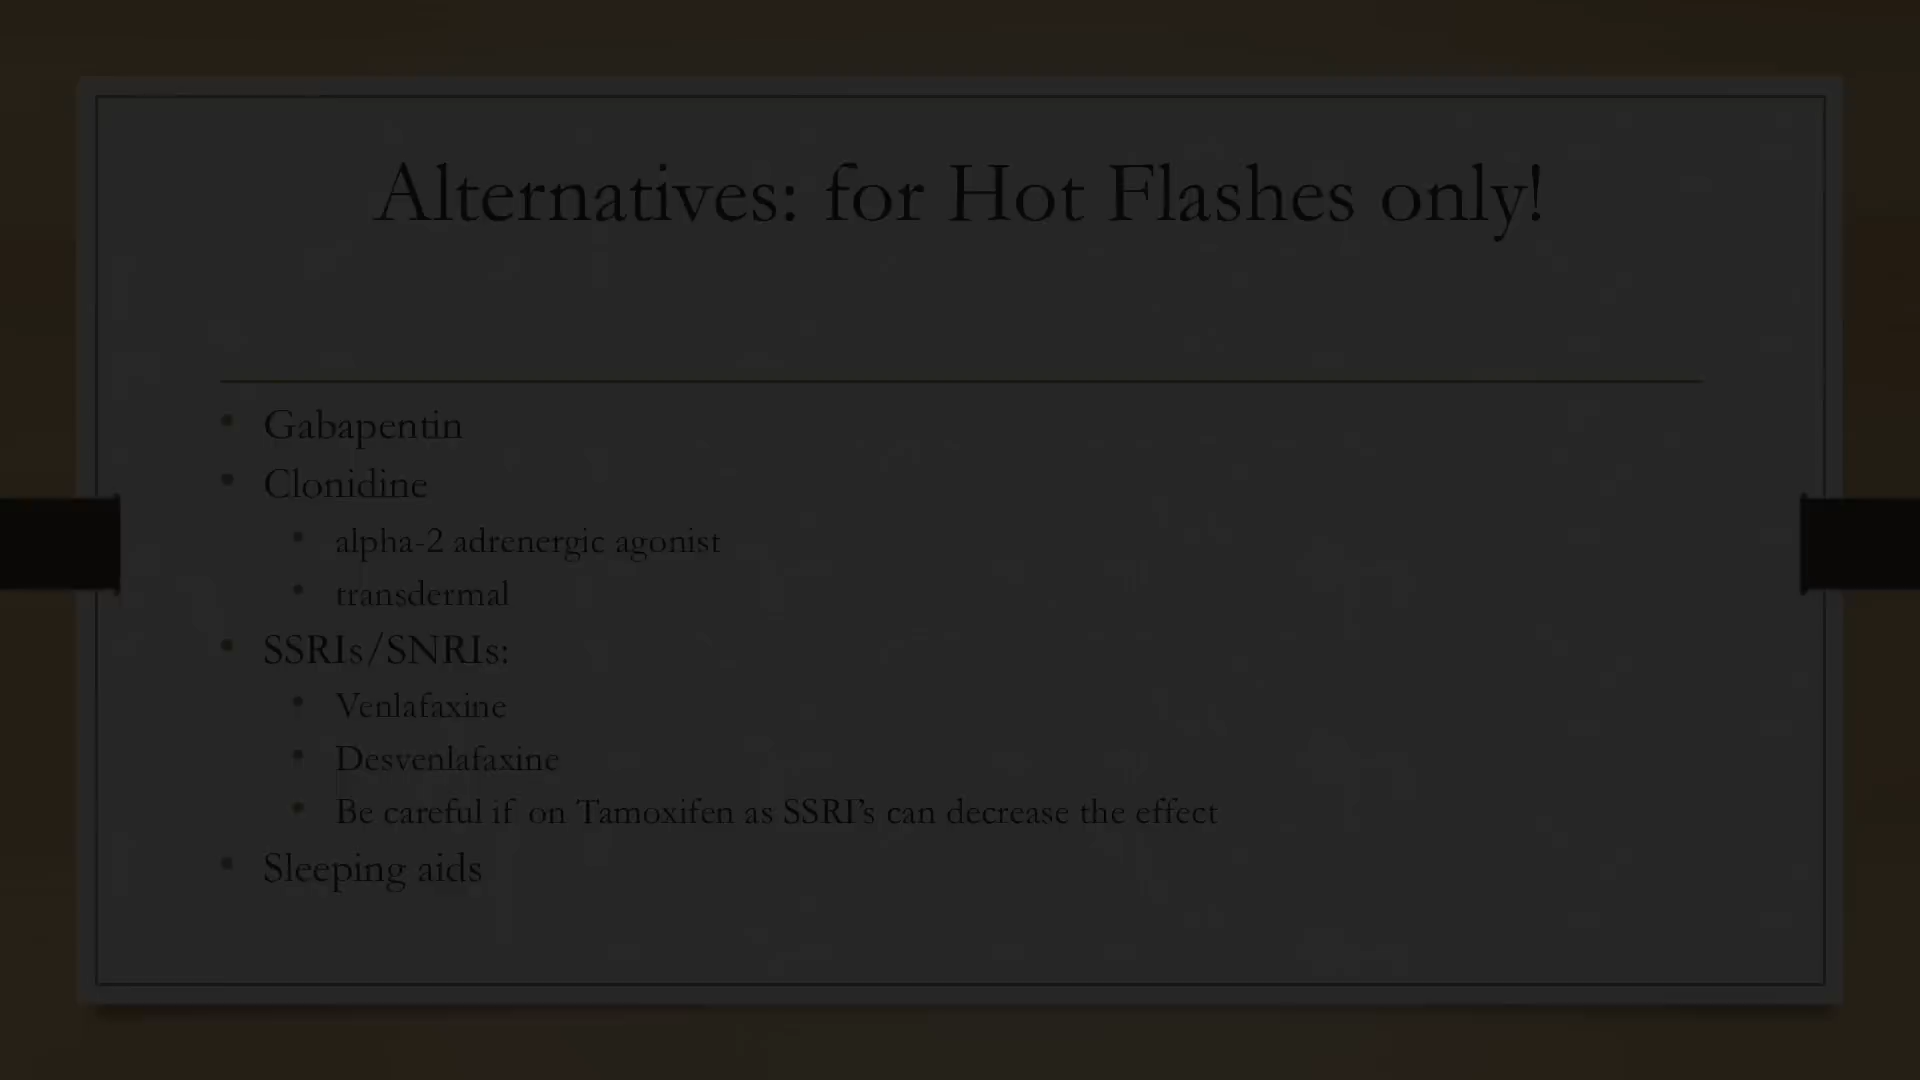 Alternatives: for Hot Flashes only!
• Gabapentin
• Clonidine
• alpha-2 adrenergic agonist
• transdermal
• SSRIs/SNRIs:
• Venlafaxine
• Desvenlafaxine
• Be careful if on Tamoxifen as SSRI's can decrease the effect
• Sleeping aids